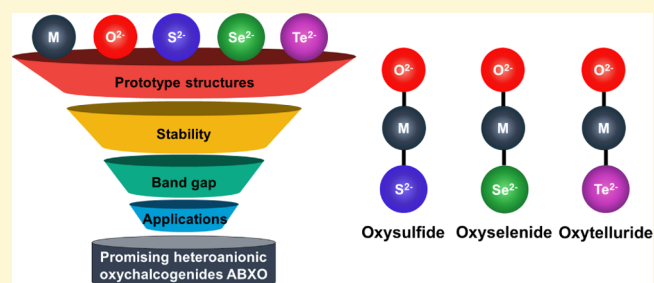 M O²⁻ S²⁻ Se²⁻ Te²⁻
Prototype structures
Stability
Band gap
Applications
Promising heteroanionic
oxychalcogenides ABXO
O²⁻ O²⁻ O²⁻
M M M
S²⁻ Se²⁻ Te²⁻
Oxysulfide Oxyselenide Oxytelluride